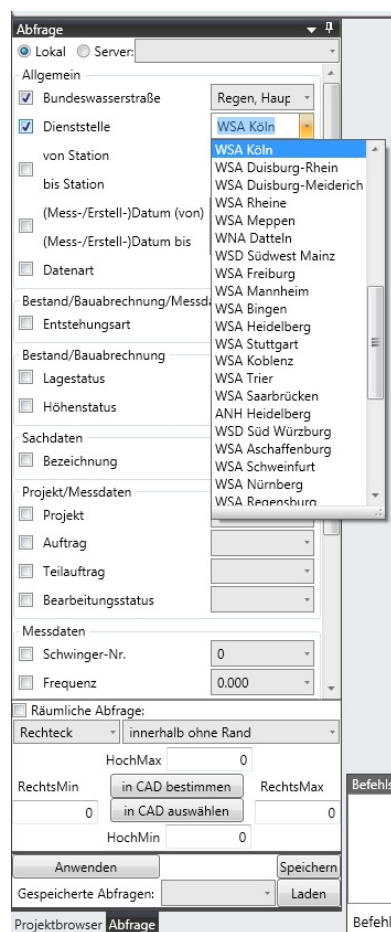 Abfrage
Lokal Server:
Allgemein
Bundeswasserstraße Regen, Haup
Dienststelle WSA Köln
von Station
bis Station
(Mess-/Erstell-)Datum (von)
(Mess-/Erstell-)Datum bis
Datenart
WSA Köln
WSA Duisburg-Rhein
WSA Duisburg-Meiderich
WSA Rheine
WSA Meppen
WNA Datteln
WSD Südwest Mainz
WSA Freiburg
WSA Mannheim
WSA Bingen
WSA Heidelberg
WSA Stuttgart
WSA Koblenz
WSA Trier
WSA Saarbrücken
ANH Heidelberg
WSD Süd Würzburg
WSA Aschaffenburg
WSA Schweinfurt
WSA Nürnberg
WSA Regensburg
Bestand/Bauabrechnung/Messda
Entstehungsart
Bestand/Bauabrechnung
Lagestatus
Höhenstatus
Sachdaten
Bezeichnung
Projekt/Messdaten
Projekt
Auftrag
Teilauftrag
Bearbeitungsstatus
Messdaten
Schwinger-Nr. 0
Frequenz 0.000
Räumliche Abfrage:
Rechteck innerhalb ohne Rand
HochMax 0
RechtsMin in CAD bestimmen RechtsMax
0 in CAD auswählen 0
HochMin 0
Anwenden Speichern
Gespeicherte Abfragen: Laden
Projektbrowser Abfrage
Befehls
Befehl